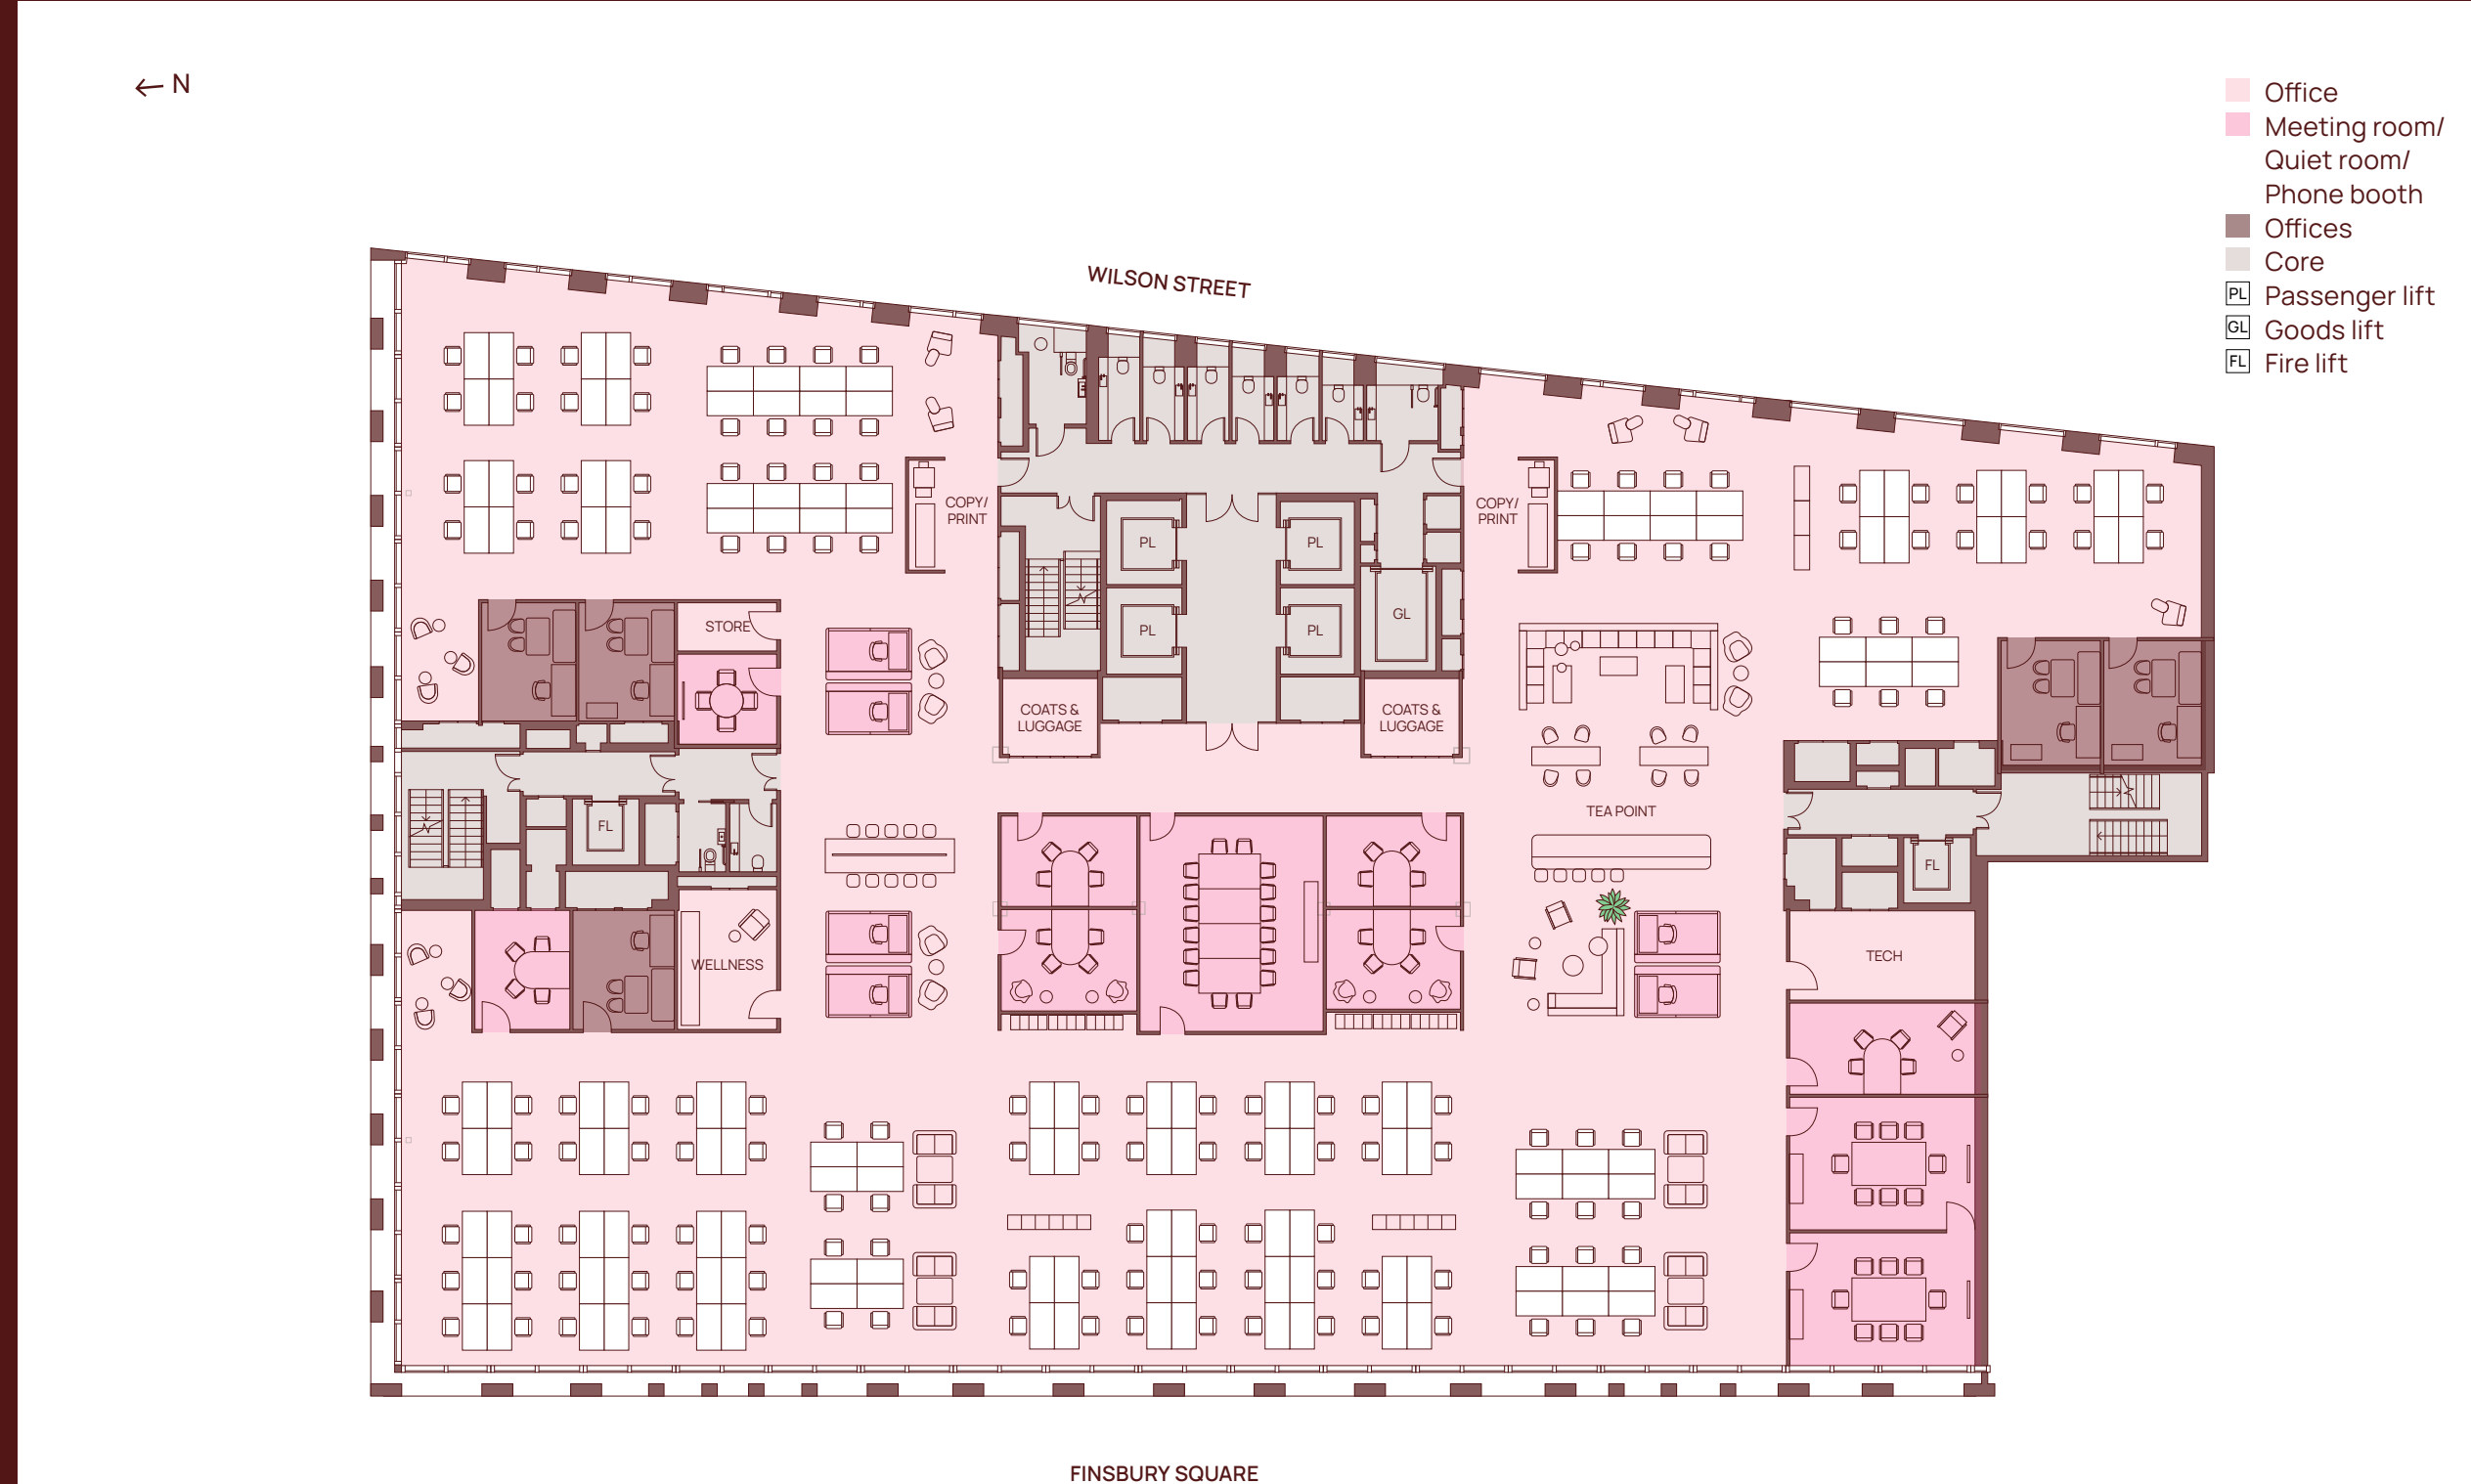 ← N
Office
Meeting room/
Quiet room/
Phone booth
Offices
Core
PL Passenger lift
GL Goods lift
FL Fire lift
WILSON STREET
COPY/
PRINT
COPY/
PRINT
PL
PL
GL
PL
PL
STORE
COATS &
LUGGAGE
COATS &
LUGGAGE
TEA POINT
FL
FL
WELLNESS
TECH
FINSBURY SQUARE